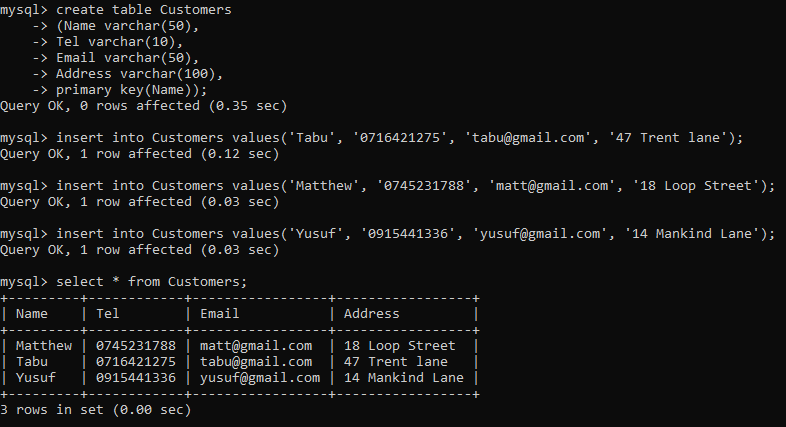 mysql> create table Customers
    -> (Name varchar(50),
    -> Tel varchar(10),
    -> Email varchar(50),
    -> Address varchar(100),
    -> primary key(Name));
Query OK, 0 rows affected (0.35 sec)

mysql> insert into Customers values('Tabu', '0716421275', 'tabu@gmail.com', '47 Trent lane');
Query OK, 1 row affected (0.12 sec)

mysql> insert into Customers values('Matthew', '0745231788', 'matt@gmail.com', '18 Loop Street');
Query OK, 1 row affected (0.03 sec)

mysql> insert into Customers values('Yusuf', '0915441336', 'yusuf@gmail.com', '14 Mankind Lane');
Query OK, 1 row affected (0.03 sec)

mysql> select * from Customers;
+---------+------------+-----------------+-----------------+
| Name    | Tel        | Email           | Address         |
+---------+------------+-----------------+-----------------+
| Matthew | 0745231788 | matt@gmail.com  | 18 Loop Street  |
| Tabu    | 0716421275 | tabu@gmail.com  | 47 Trent lane   |
| Yusuf   | 0915441336 | yusuf@gmail.com | 14 Mankind Lane |
+---------+------------+-----------------+-----------------+
3 rows in set (0.00 sec)